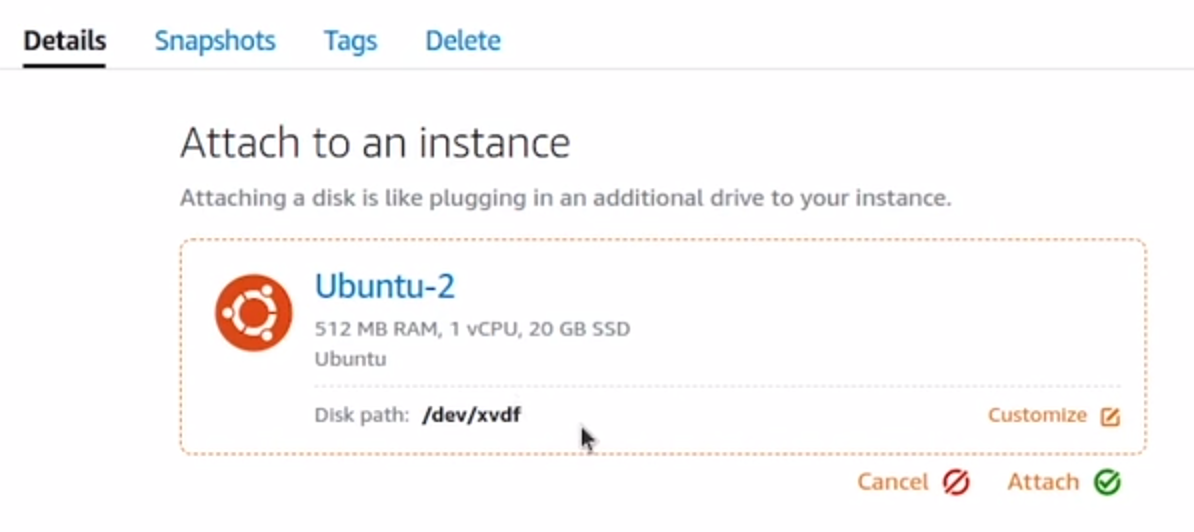 Details Snapshots Tags Delete
Attach to an instance
Attaching a disk is like plugging in an additional drive to your instance.
Ubuntu-2
512 MB RAM, 1 vCPU, 20 GB SSD
Ubuntu
Disk path: /dev/xvdf Customize
Cancel Attach